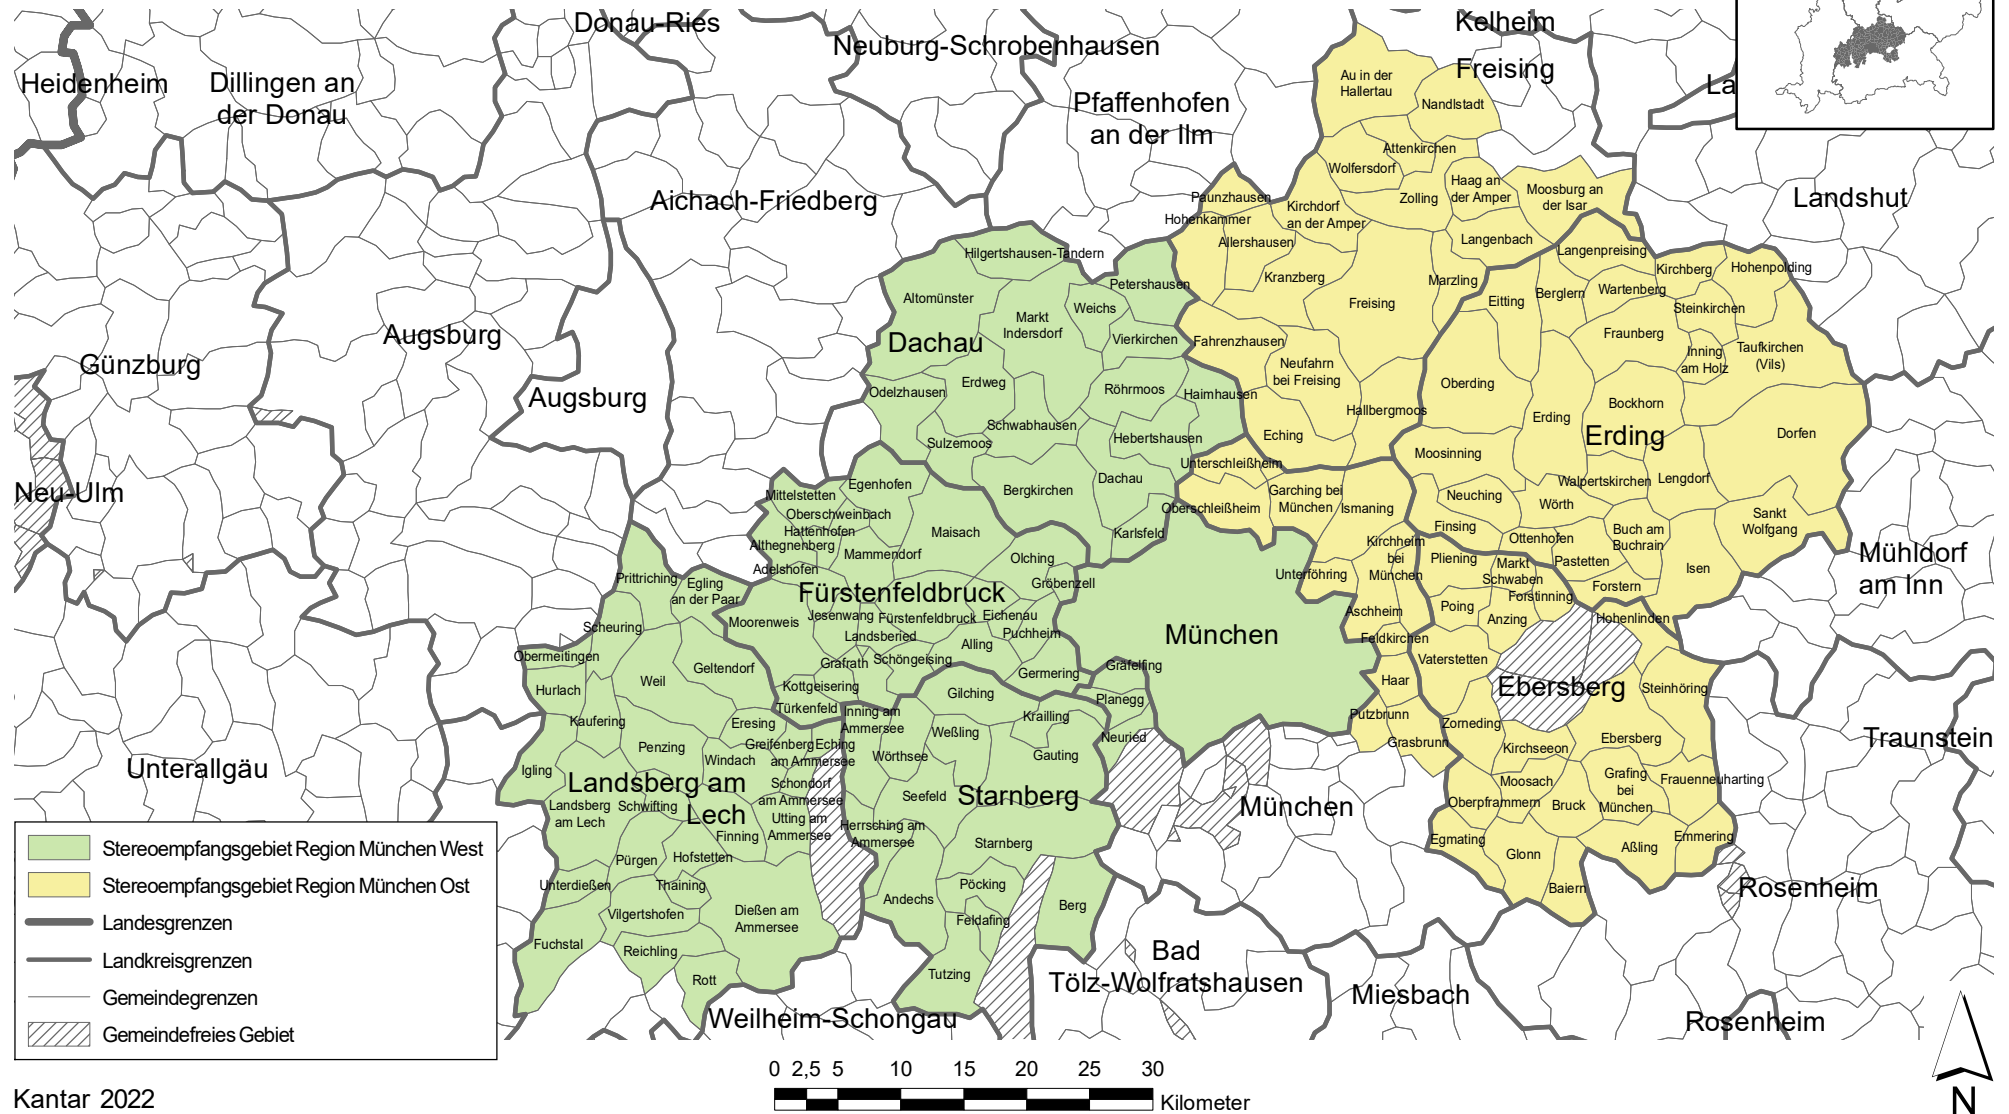 Donau-Ries
Kelheim
Neuburg-Schrobenhausen
Heidenheim
Dillingen an
der Donau
Freising
Pfaffenhofen
an der Ilm
Au in der
Hallertau
Nandlstadt
Attenkirchen
Wolfersdorf
Haag an
der Amper
Zolling
Moosburg an
der Isar
Landshut
Aichach-Friedberg
Paunzhausen
Hohenkammer
Kirchdorf
an der Amper
Allershausen
Langenbach
Langenpreising
Hilgertshausen-Tandern
Petershausen
Kranzberg
Marzling
Kirchberg
Hohenpolding
Altomünster
Weichs
Freising
Eitting
Berglern
Wartenberg
Steinkirchen
Markt
Indersdorf
Augsburg
Dachau
Vierkirchen
Fahrenzhausen
Fraunberg
Inning
am Holz
Taufkirchen
(Vils)
Günzburg
Neufahrn
bei Freising
Odelzhausen
Erdweg
Röhrmoos
Haimhausen
Oberding
Augsburg
Hallbergmoos
Erding
Bockhorn
Schwabhausen
Hebertshausen
Eching
Erding
Dorfen
Sulzemoos
Moosinning
Unterschleißheim
Neu-Ulm
Egenhofen
Mittelstetten
Bergkirchen
Dachau
Garching bei
München
Ismaning
Oberschleißheim
Neuching
Walpertskirchen
Lengdorf
Wörth
Oberschweinbach
Hattenhofen
Althegnenberg
Mammendorf
Maisach
Karlsfeld
Finsing
Ottenhofen
Buch am
Buchrain
Sankt
Wolfgang
Adelshofen
Olching
Gröbenzell
Kirchheim
bei
München
Pliening
Markt
Schwaben
Pastetten
Isen
Mühldorf
am Inn
Prittriching
Egling
an der Paar
Fürstenfeldbruck
Unterföhring
Forstinning
Forstern
Moorenweis
Jesenwang
Fürstenfeldbruck
Eichenau
Aschheim
Poing
Anzing
Hohenlinden
Scheuring
Landsberied
Puchheim
München
Feldkirchen
Obermeitingen
Geltendorf
Grafrath
Schöngeising
Alling
Gräfelfing
Vaterstetten
Hurlach
Weil
Kottgeisering
Germering
Haar
Ebersberg
Steinhöring
Türkenfeld
Gilching
Planegg
Kaufering
Eresing
Inning am
Ammersee
Krailling
Putzbrunn
Zorneding
Penzing
Greifenberg
Eching
am Ammersee
Weßling
Neuried
Grasbrunn
Kirchseeon
Ebersberg
Traunstein
Windach
Wörthsee
Gauting
Unterallgäu
Igling
Landsberg am
Lech
Schondorf
am Ammersee
Seefeld
Starnberg
München
Moosach
Grafing
bei
München
Frauenneuharting
Landsberg
am Lech
Schwifting
Utting am
Ammersee
Herrsching am
Ammersee
Oberpframmern
Bruck
Finning
Starnberg
Egmating
Glonn
Aßling
Emmering
Pürgen
Hofstetten
Unterdießen
Thaining
Andechs
Pöcking
Berg
Baiern
Rosenheim
Vilgertshofen
Dießen am
Ammersee
Feldafing
Fuchstal
Reichling
Rott
Tutzing
Bad
Tölz-Wolfratshausen
Miesbach
Weilheim-Schongau
Rosenheim
Stereoempfangsgebiet Region München West
Stereoempfangsgebiet Region München Ost
Landesgrenzen
Landkreisgrenzen
Gemeindegrenzen
Gemeindefreies Gebiet
0 2,5 5 10 15 20 25 30
Kilometer
Kantar 2022
N